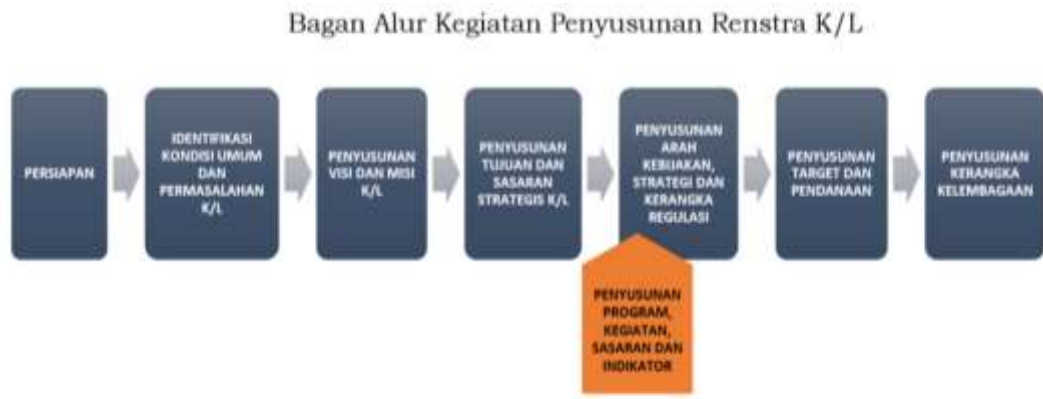 Bagan Alur Kegiatan Penyusunan Renstra K/L
PERSIAPAN
IDENTIFIKASI
KONDISI UMUM
DAN
PERMASALAHAN
K/L
PENYUSUNAN
VISI DAN MISI
K/L
PENYUSUNAN
TUJUAN DAN
SASARAN
STRATEGIS K/L
PENYUSUNAN
ARAH
KEBIJAKAN,
STRATEGI DAN
KERANGKA
REGULASI
PENYUSUNAN
TARGET DAN
PENDANAAN
PENYUSUNAN
KERANGKA
KELEMBAGAAN
PENYUSUNAN
PROGRAM,
KEGIATAN,
SASARAN DAN
INDIKATOR